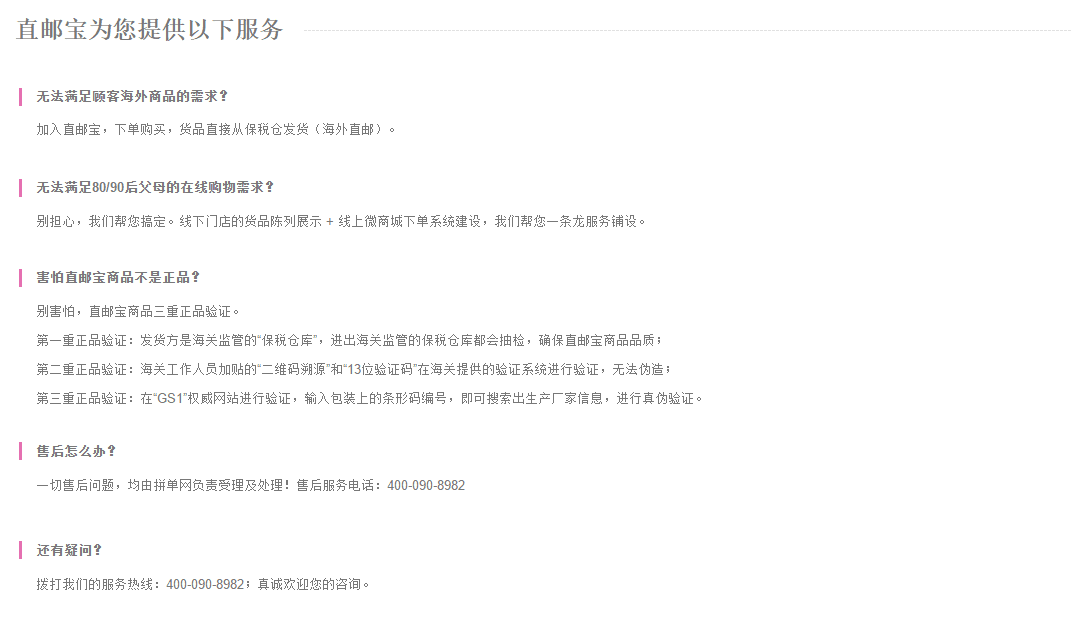 直邮宝为您提供以下服务
无法满足顾客海外商品的需求？
加入直邮宝，下单购买，货品直接从保税仓发货（海外直邮）。
无法满足80/90后父母的在线购物需求？
别担心，我们帮您搞定。线下门店的货品陈列展示 + 线上微商城下单系统建设，我们帮您一条龙服务铺设。
害怕直邮宝商品不是正品？
别害怕，直邮宝商品三重正品验证。
第一重正品验证：发货方是海关监管的“保税仓库”，进出海关监管的保税仓库都会抽检，确保直邮宝商品品质；
第二重正品验证：海关工作人员加贴的“二维码溯源”和“13位验证码”在海关提供的验证系统进行验证，无法伪造；
第三重正品验证：在“GS1”权威网站进行验证，输入包装上的条形码编号，即可搜索出生产厂家信息，进行真伪验证。
售后怎么办？
一切售后问题，均由拼单网负责受理及处理！售后服务电话：400-090-8982
还有疑问？
拨打我们的服务热线：400-090-8982；真诚欢迎您的咨询。